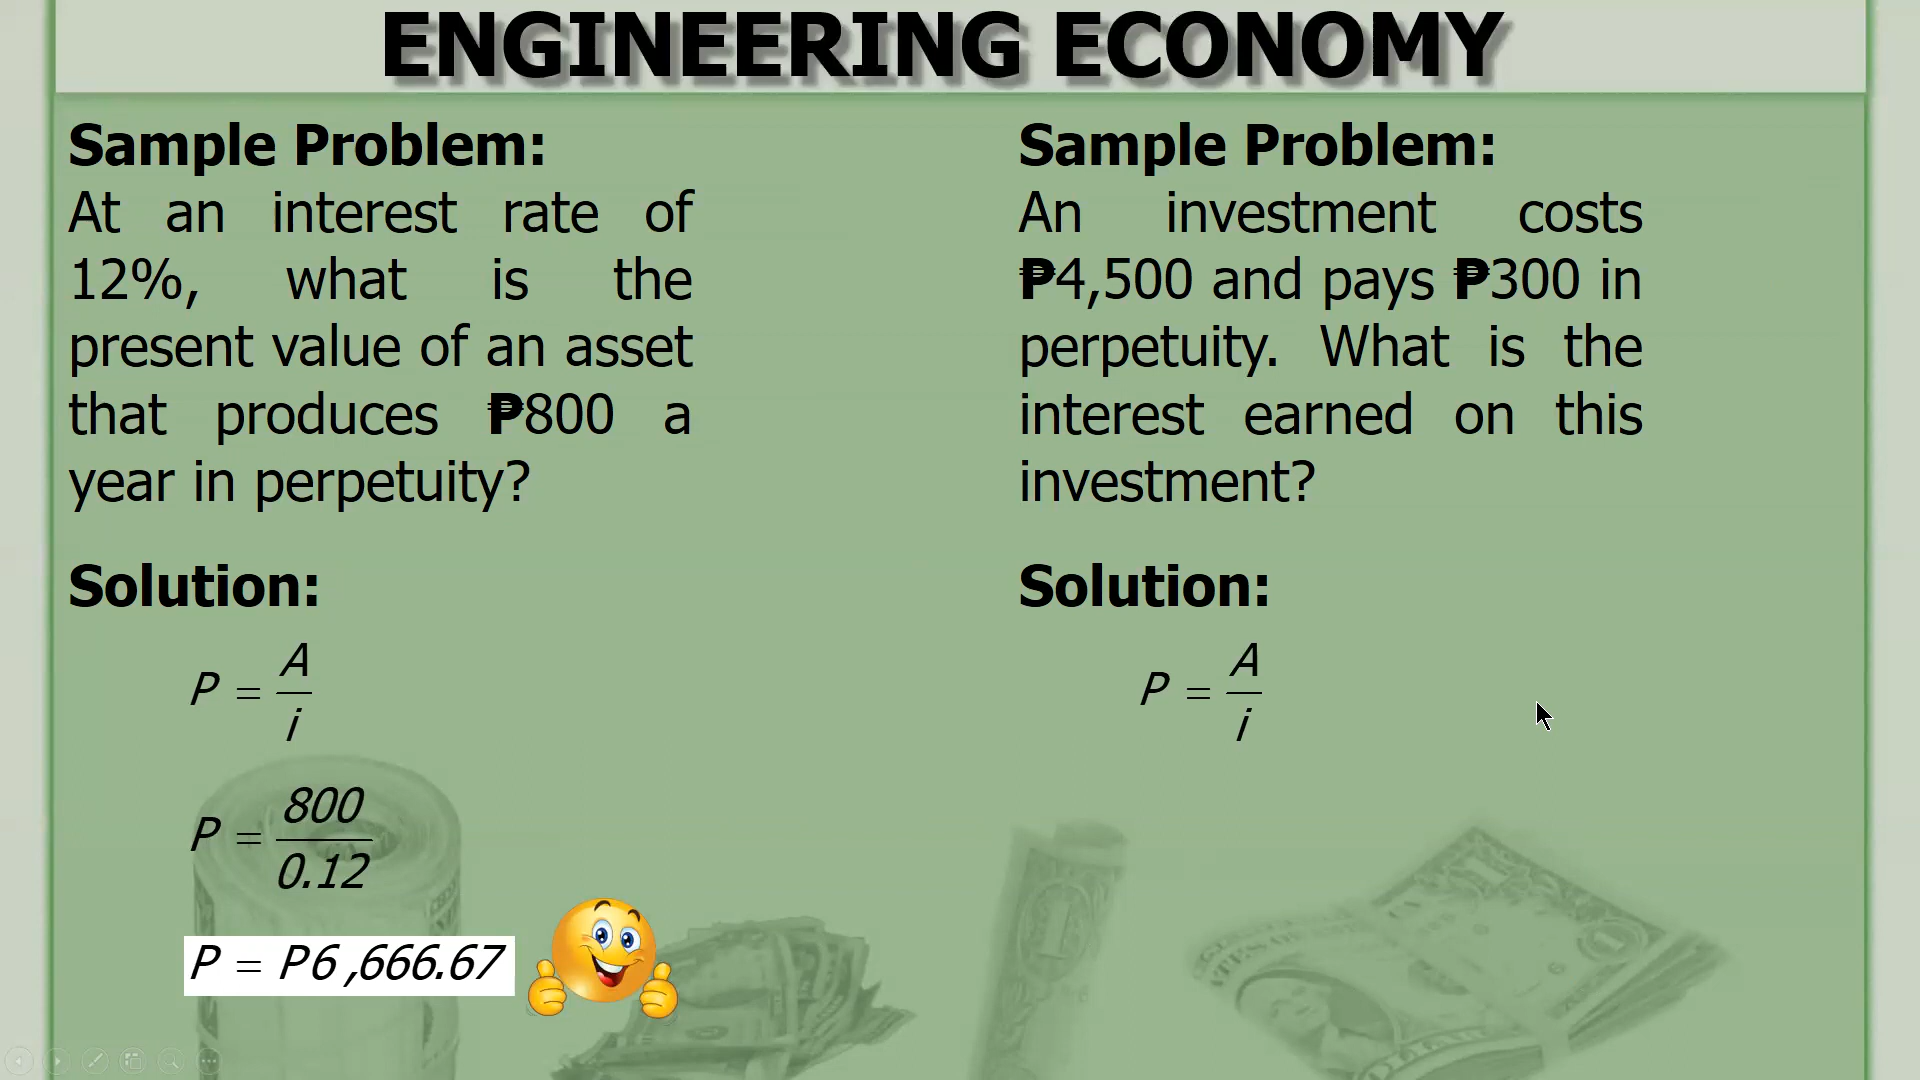 ENGINEERING ECONOMY
Sample Problem:
At an interest rate of
12%, what is the
present value of an asset
that produces ₱800 a
year in perpetuity?
Solution:
P = A/i
P = 800/0.12
P = P6,666.67
Sample Problem:
An investment costs
₱4,500 and pays ₱300 in
perpetuity. What is the
interest earned on this
investment?
Solution:
P = A/i